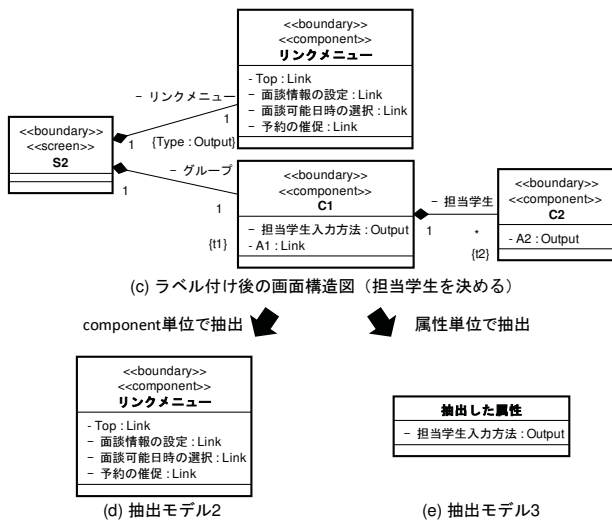 <<boundary>>
<<component>>
リンクメニュー
- Top : Link
− 面談情報の設定 : Link
− 面談可能日時の選択 : Link
− 予約の催促 : Link
− リンクメニュー
1
{Type : Output}
1
<<boundary>>
<<screen>>
S2
1
− グループ
1
{t1}
<<boundary>>
<<component>>
C1
− 担当学生入力方法 : Output
- A1 : Link
1
− 担当学生
*
{t2}
<<boundary>>
<<component>>
C2
- A2 : Output
(c) ラベル付け後の画面構造図（担当学生を決める）
component単位で抽出
属性単位で抽出
<<boundary>>
<<component>>
リンクメニュー
- Top : Link
− 面談情報の設定 : Link
− 面談可能日時の選択 : Link
− 予約の催促 : Link
抽出した属性
− 担当学生入力方法 : Output
(d) 抽出モデル2
(e) 抽出モデル3